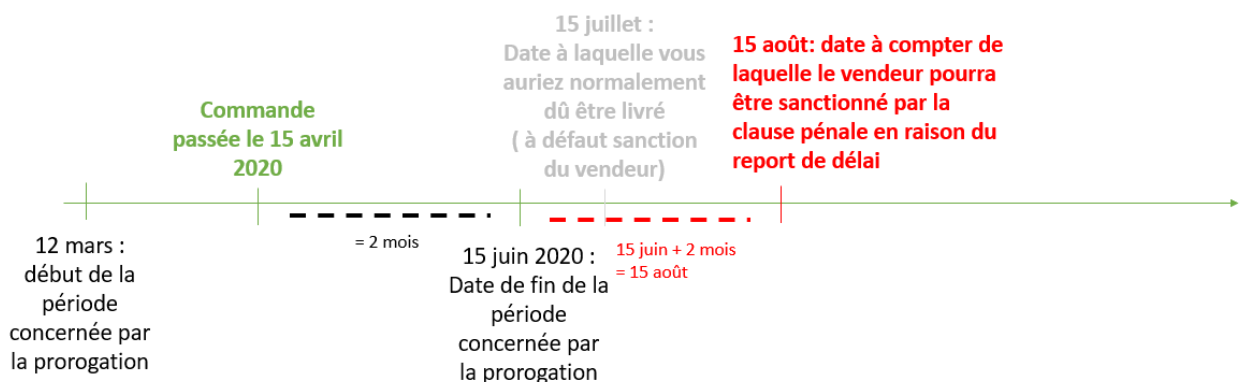 15 juillet :
Date à laquelle vous
auriez normalement
dû être livré
( à défaut sanction
du vendeur)
15 août: date à compter de
laquelle le vendeur pourra
être sanctionné par la
clause pénale en raison du
report de délai
Commande
passée le 15 avril
2020
12 mars :
début de la
période
concernée par
la prorogation
= 2 mois
15 juin 2020 :
Date de fin de la
période
concernée par
la prorogation
15 juin + 2 mois
= 15 août